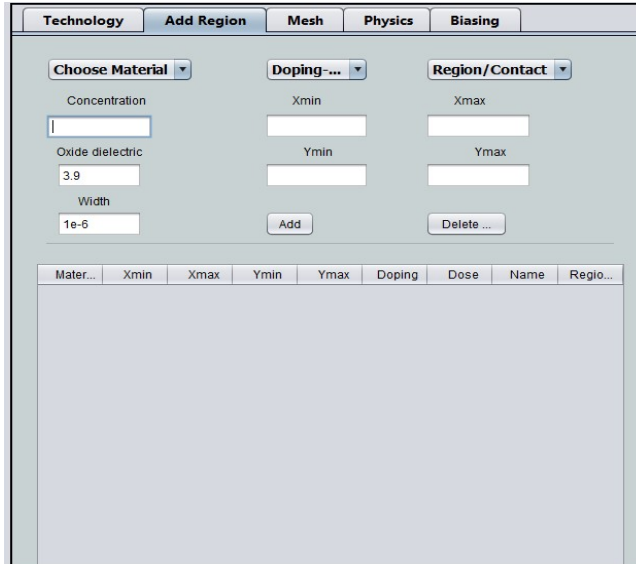 Technology Add Region Mesh Physics Biasing
Choose Material Doping-... Region/Contact
Concentration Xmin Xmax
Oxide dielectric Ymin Ymax
3.9
Width
1e-6 Add Delete ...
Mater... Xmin Xmax Ymin Ymax Doping Dose Name Regio...